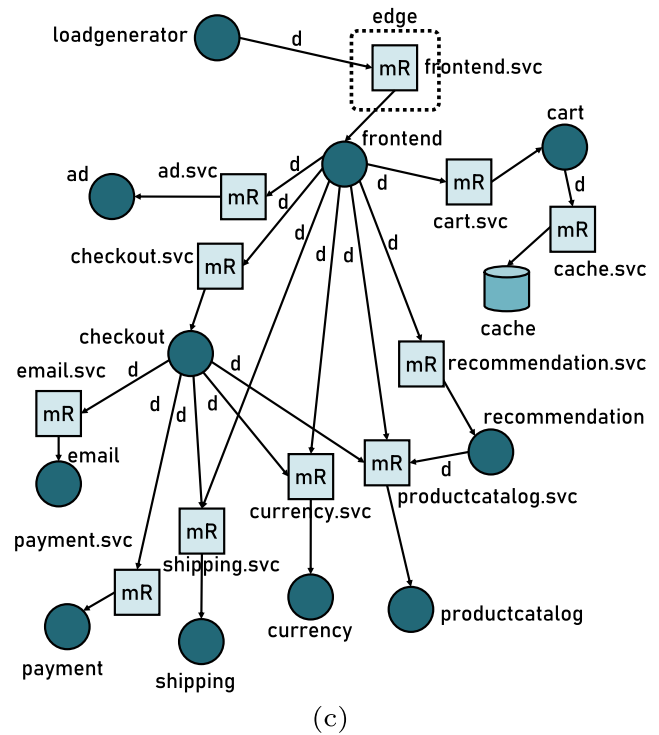 edge
loadgenerator
d
mR
frontend.svc
cart
frontend
ad
ad.svc
d
d
d
mR
mR
cart.svc
d
mR
checkout.svc
mR
d
d
d
d
cache.svc
cache
checkout
email.svc
d
d
mR
recommendation.svc
mR
d
d
d
recommendation
email
mR
d
mR
currency.svc
productcatalog.svc
payment.svc
mR
shipping.svc
mR
payment
shipping
currency
productcatalog
(c)